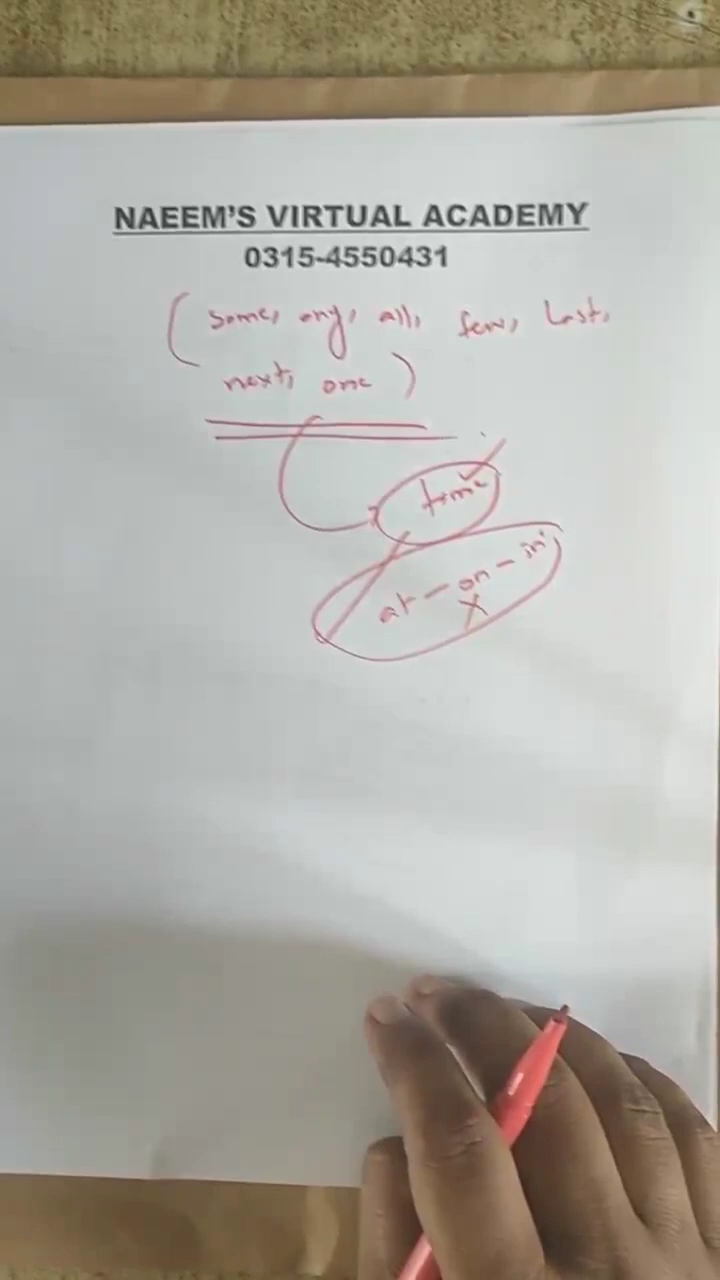 NAEEM'S VIRTUAL ACADEMY
0315-4550431
(some, any, all, few, Last,
next, one)
time
at - on - in